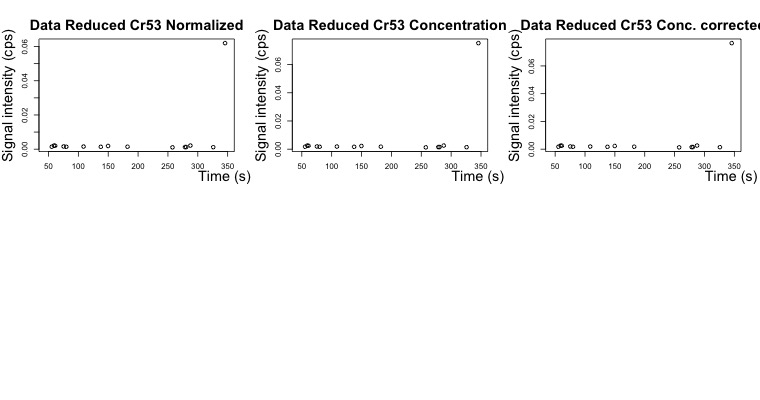 Data Reduced Cr53 Normalized
Signal intensity (cps)
0.00 0.02 0.04 0.06
50 100 150 200 250 300 350
Time (s)
Data Reduced Cr53 Concentration
Signal intensity (cps)
0.00 0.02 0.04 0.06
50 100 150 200 250 300 350
Time (s)
Data Reduced Cr53 Conc. corrected
Signal intensity (cps)
0.00 0.02 0.04 0.06
50 100 150 200 250 300 350
Time (s)